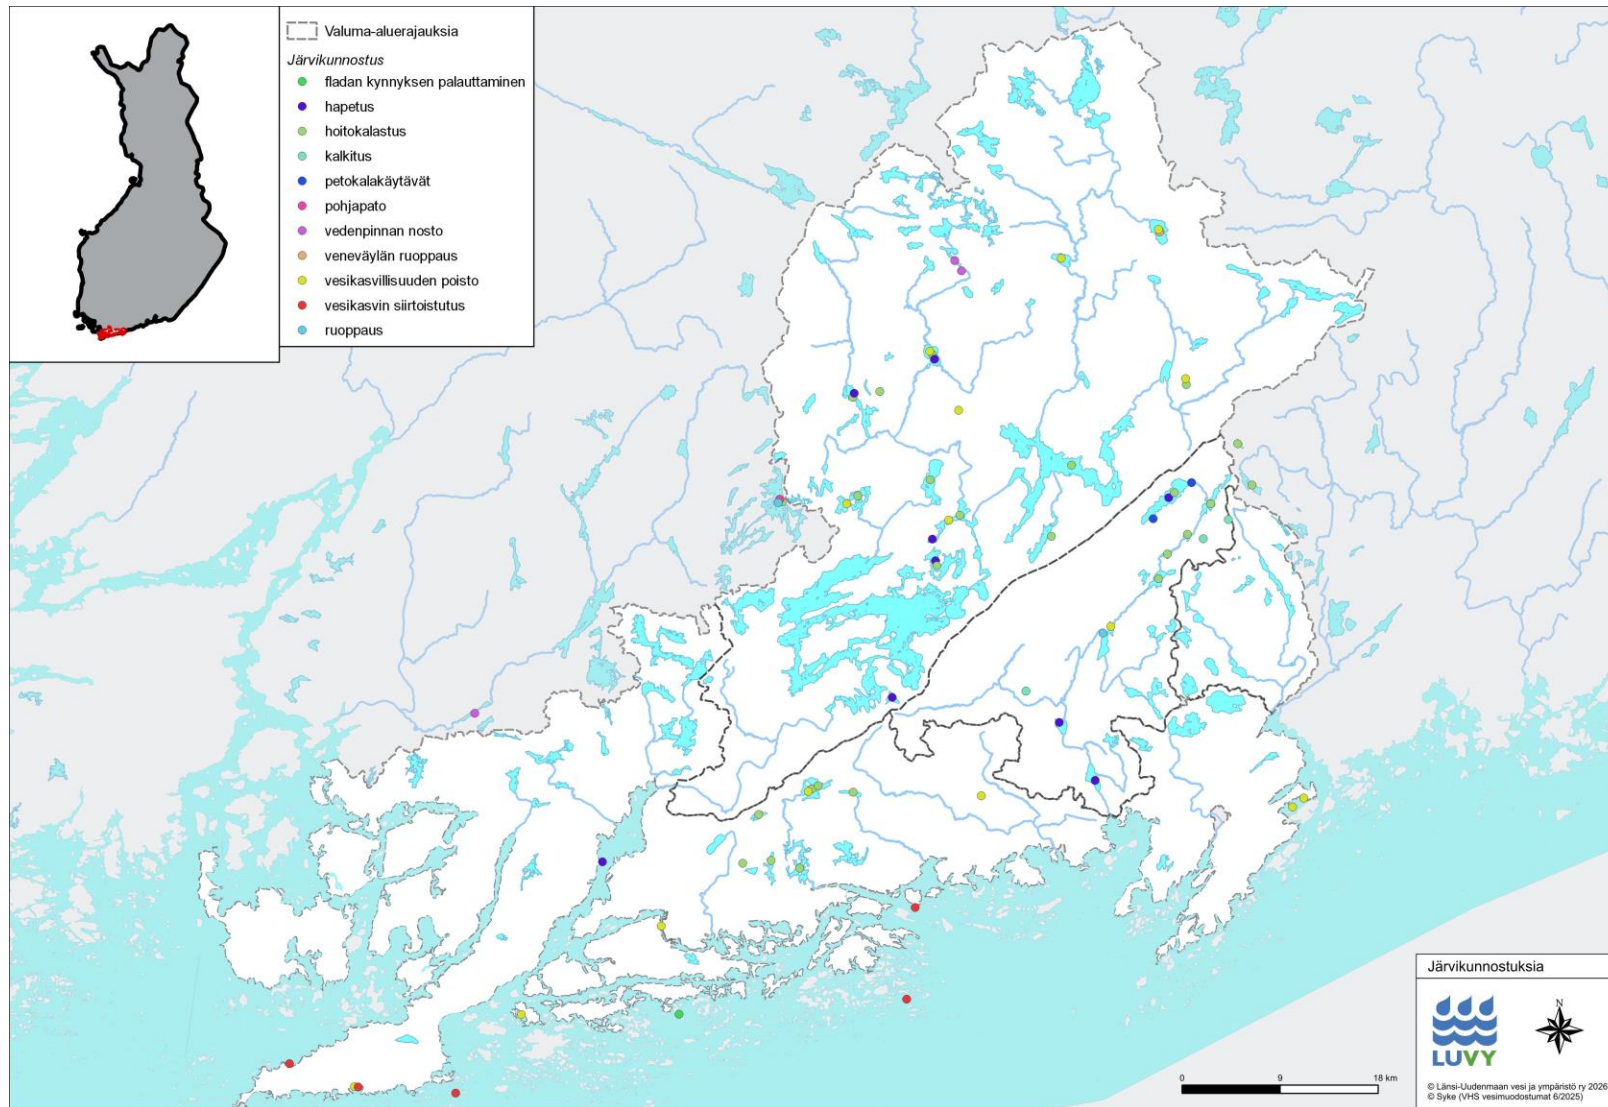 Valuma-aluerajauksia
Järvikunnostus
fladan kynnyksen palauttaminen
hapetus
hoitokalastus
kalkitus
petokalakäytävät
pohjapato
vedenpinnan nosto
veneväylän ruoppaus
vesikasvillisuuden poisto
vesikasvin siirtoistutus
ruoppaus
Järvikunnostuksia
N
LUVY
0 9 18 km
© Länsi-Uudenmaan vesi ja ympäristö ry 2026
© Syke (VHS vesimuodostumat 6/2025)